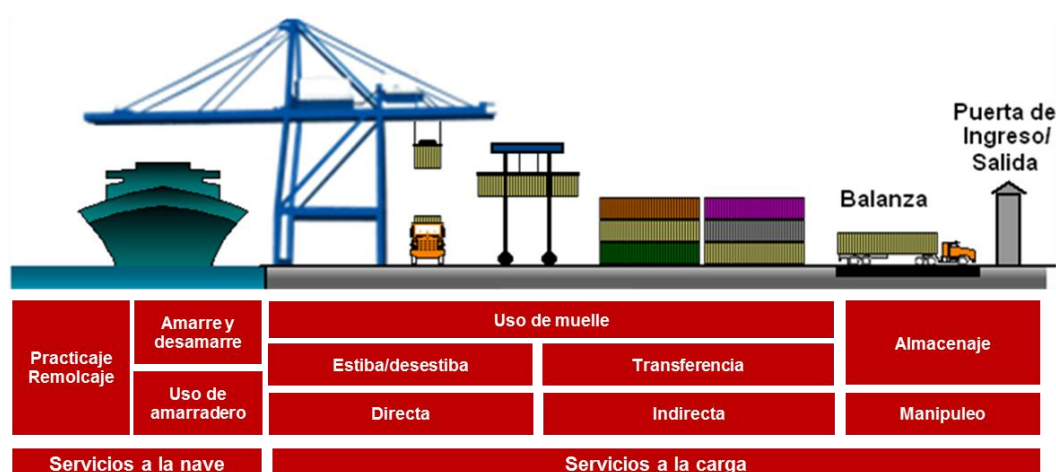 Puerta de
Ingreso/
Salida
Balanza
Practicaje
Remolcaje
Amarre y
desamarre
Uso de
amarradero
Uso de muelle
Estiba/desestiba
Transferencia
Directa
Indirecta
Almacenaje
Manipuleo
Servicios a la nave
Servicios a la carga